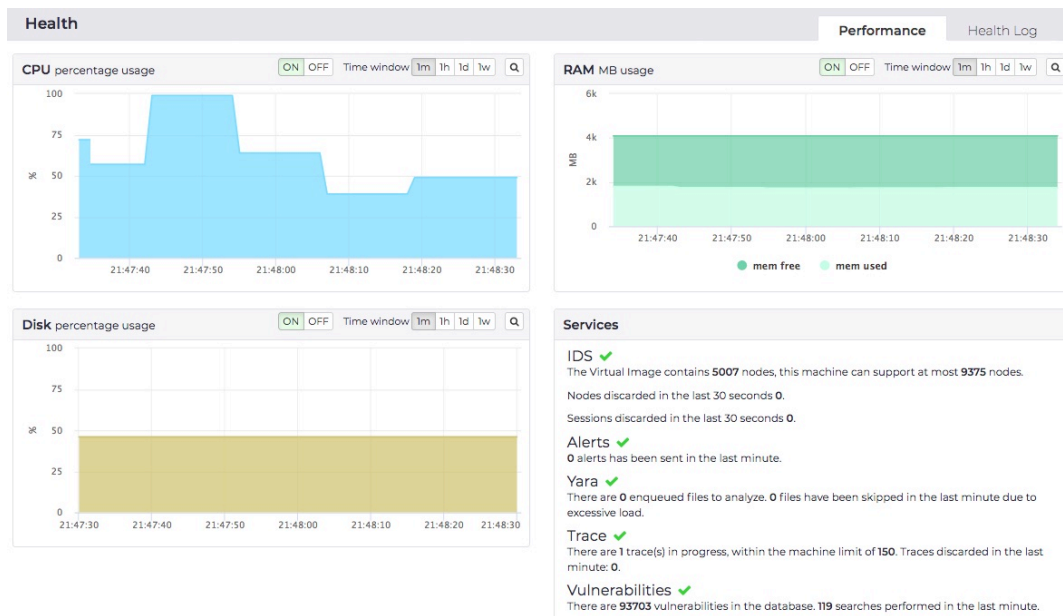 Health
Performance
Health Log
CPU percentage usage
ON OFF Time window 1m 1h 1d 1w
100
75
50
25
0
%
21:47:40 21:47:50 21:48:00 21:48:10 21:48:20 21:48:30
RAM MB usage
ON OFF Time window 1m 1h 1d 1w
6k
4k
2k
0
MB
21:47:40 21:47:50 21:48:00 21:48:10 21:48:20 21:48:30
mem free mem used
Disk percentage usage
ON OFF Time window 1m 1h 1d 1w
100
75
50
25
0
%
21:47:30 21:47:40 21:47:50 21:48:00 21:48:10 21:48:20 21:48:30
Services
IDS
The Virtual Image contains 5007 nodes, this machine can support at most 9375 nodes.
Nodes discarded in the last 30 seconds 0.
Sessions discarded in the last 30 seconds 0.
Alerts
0 alerts has been sent in the last minute.
Yara
There are 0 enqueued files to analyze. 0 files have been skipped in the last minute due to
excessive load.
Trace
There are 1 trace(s) in progress, within the machine limit of 150. Traces discarded in the last
minute: 0.
Vulnerabilities
There are 93703 vulnerabilities in the database. 119 searches performed in the last minute.